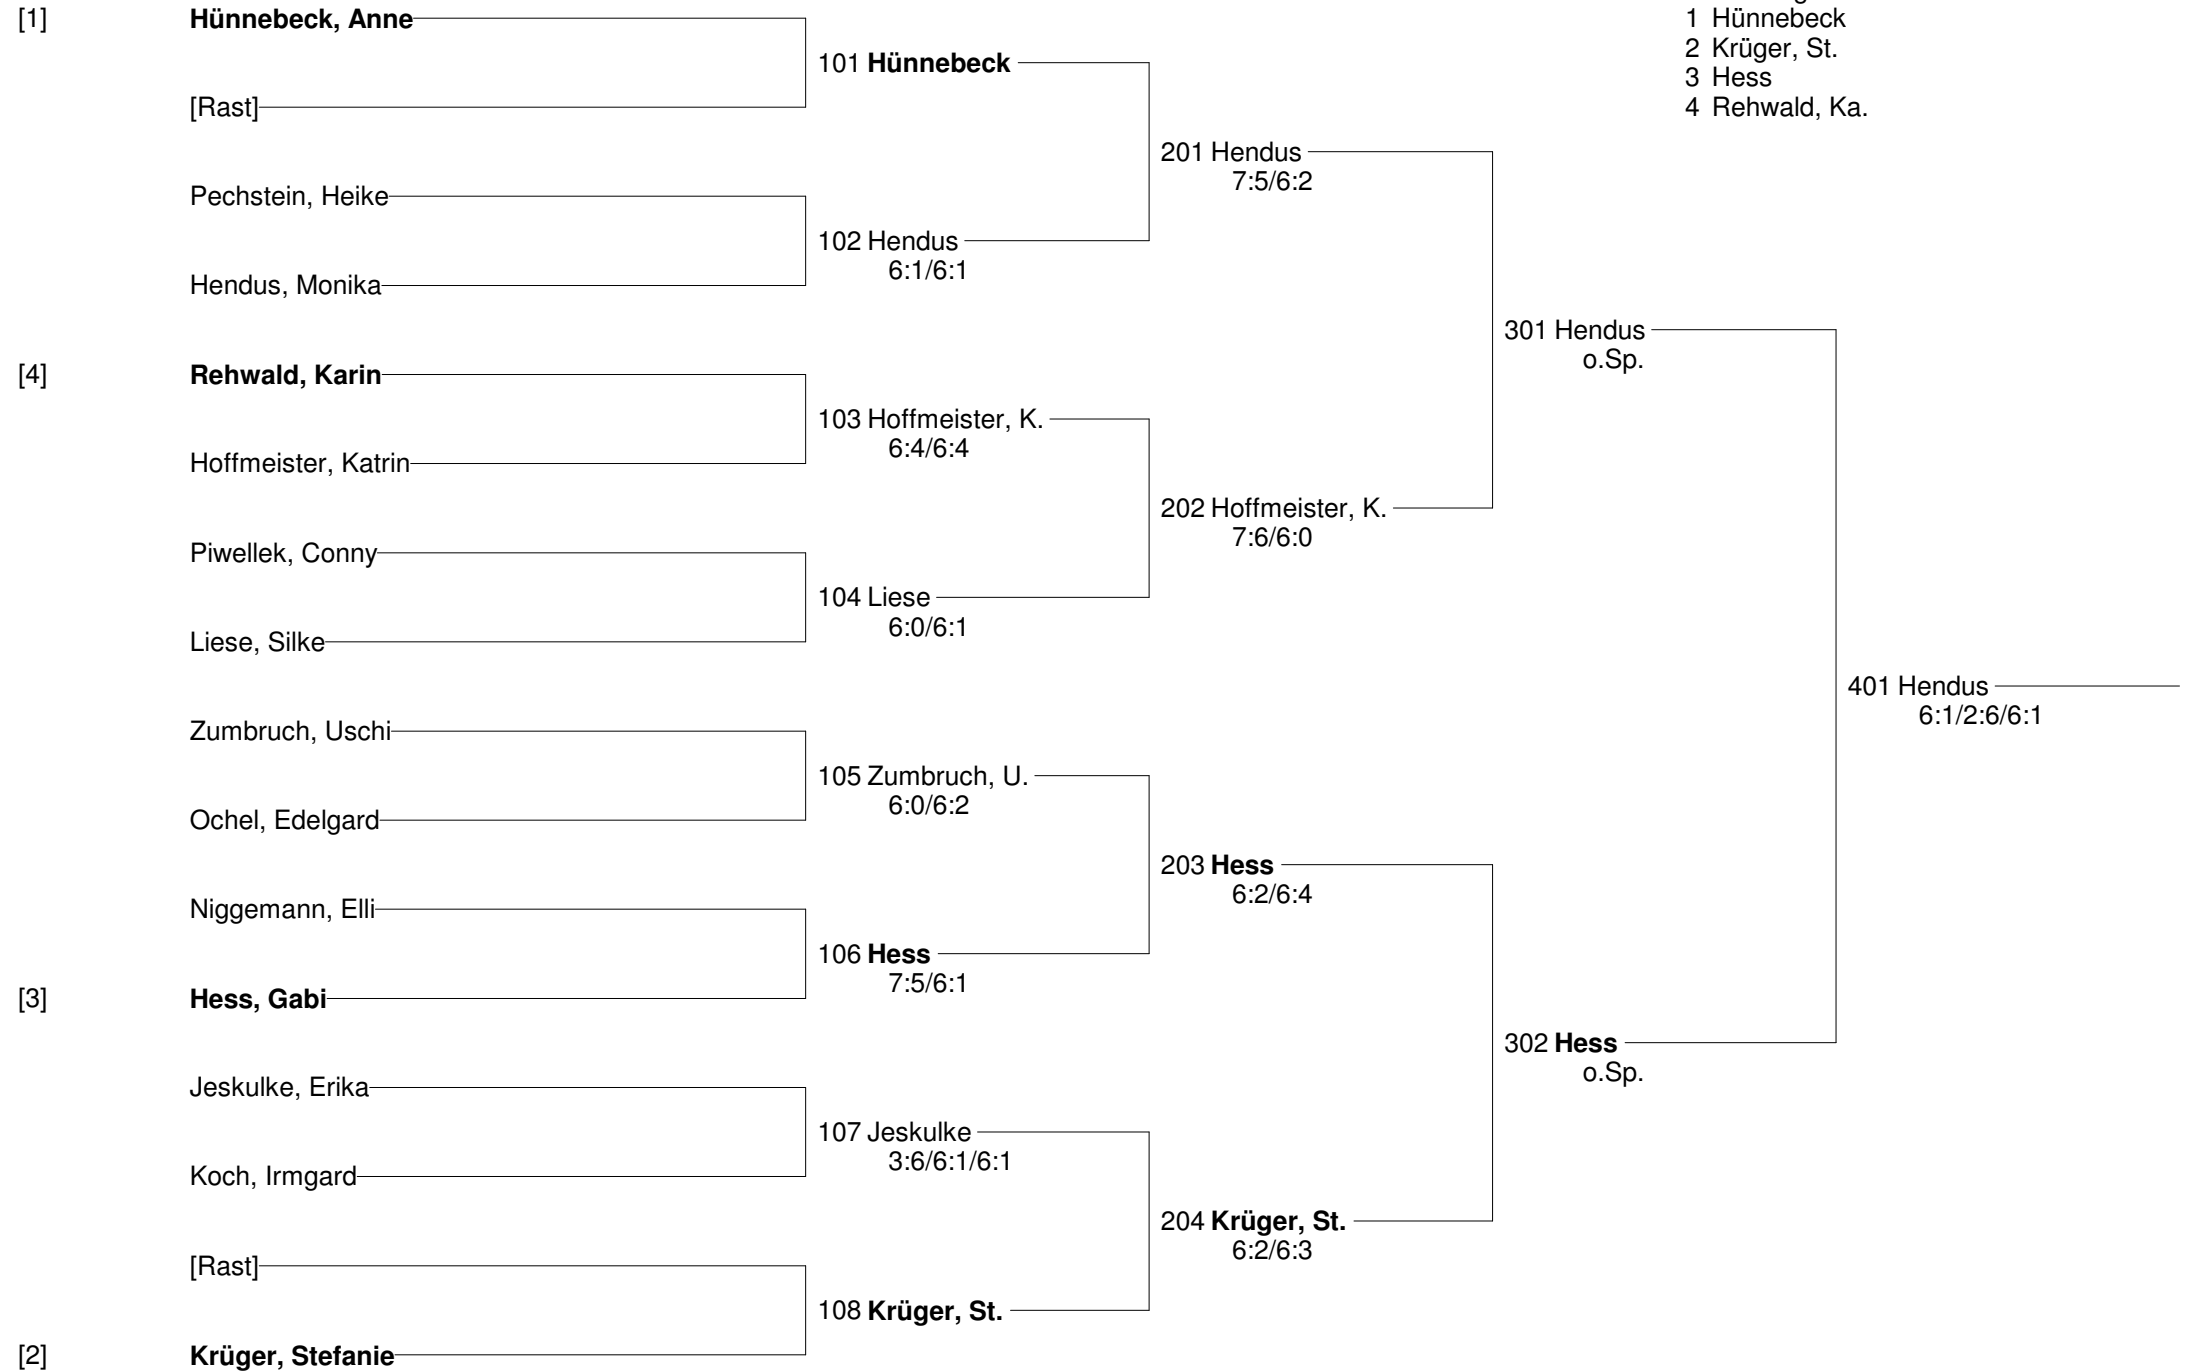 [1] Hünnebeck, Anne
1 Hünnebeck
2 Krüger, St.
101 Hünnebeck
3 Hess
[Rast]
4 Rehwald, Ka.
201 Hendus
7:5/6:2
Pechstein, Heike
102 Hendus
6:1/6:1
Hendus, Monika
301 Hendus
o.Sp.
[4] Rehwald, Karin
103 Hoffmeister, K.
6:4/6:4
Hoffmeister, Katrin
202 Hoffmeister, K.
7:6/6:0
Piwellek, Conny
104 Liese
6:0/6:1
Liese, Silke
401 Hendus
6:1/2:6/6:1
Zumbruch, Uschi
105 Zumbruch, U.
6:0/6:2
Ochel, Edelgard
203 Hess
6:2/6:4
Niggemann, Elli
106 Hess
7:5/6:1
[3] Hess, Gabi
302 Hess
o.Sp.
Jeskulke, Erika
107 Jeskulke
3:6/6:1/6:1
Koch, Irmgard
204 Krüger, St.
6:2/6:3
[Rast]
108 Krüger, St.
[2] Krüger, Stefanie